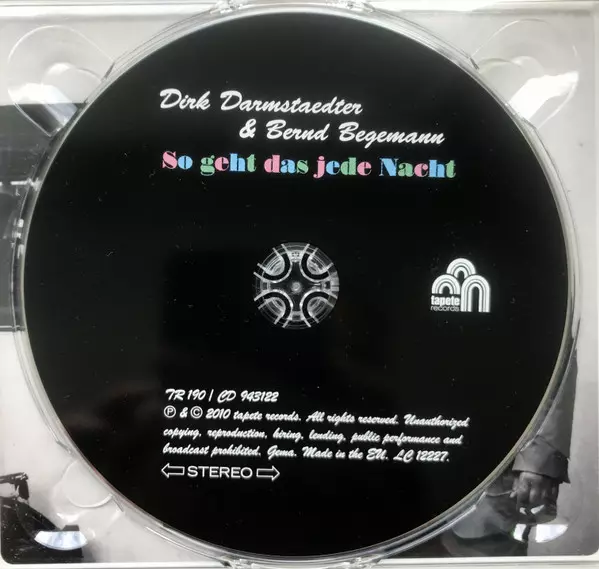 Dirk Darmstaedter
& Bernd Begemann
So geht das jede Nacht
tapete
records
TR 190 / CD 943122
Ⓟ & © 2010 tapete records. All rights reserved. Unauthorized
copying, reproduction, hiring, lending, public performance and
broadcast prohibited. Gema. Made in the EU. LC 12227.
STEREO